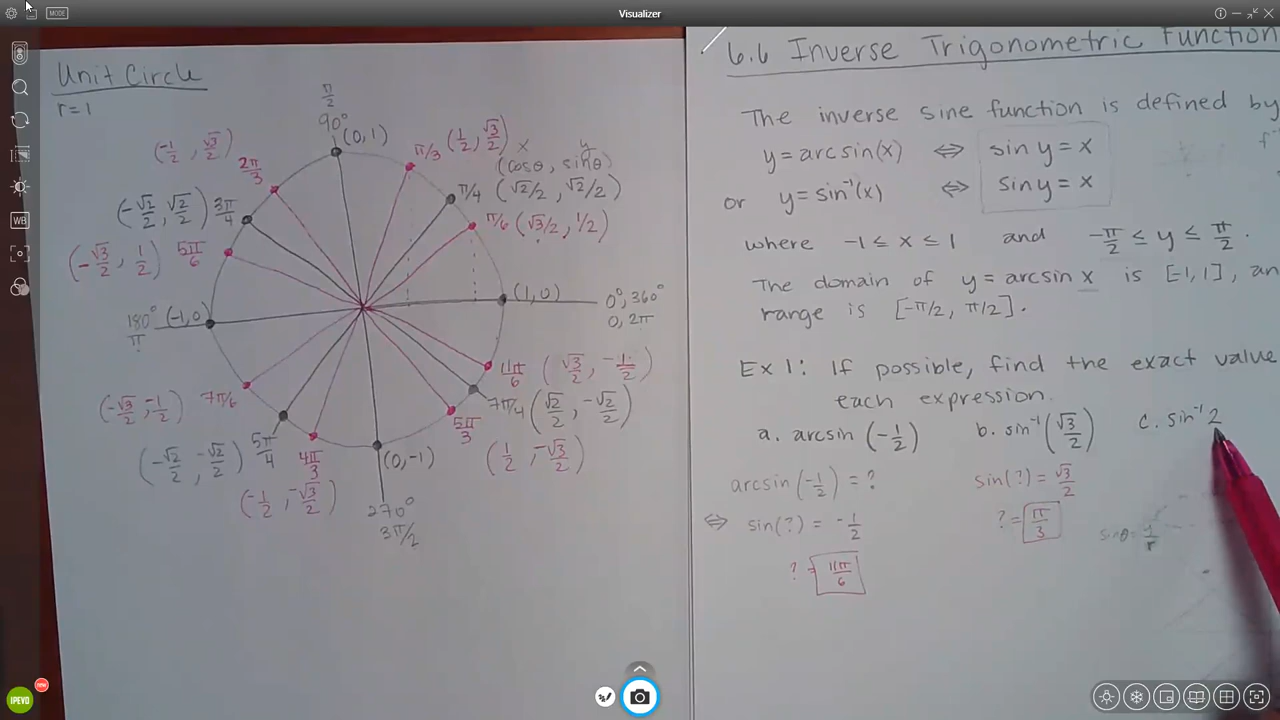 MODE
Visualizer
Unit Circle
r=1
π/2
90°
(0,1)
(-1/2, √3/2)
2π/3
π/3 (1/2, √3/2)
x y
(cosθ, sinθ)
(-√2/2, √2/2) 3π/4
π/4 (√2/2, √2/2)
(-√3/2, 1/2) 5π/6
π/6 (√3/2, 1/2)
180° (-1,0)
π
(1,0)
0°, 360°
0, 2π
(-√3/2, -1/2) 7π/6
11π/6 (√3/2, -1/2)
(-√2/2, -√2/2) 5π/4
7π/4 (√2/2, -√2/2)
(-1/2, -√3/2) 4π/3
5π/3 (1/2, -√3/2)
(0,-1)
270°
3π/2
6.6 Inverse Trigonometric Function
The inverse sine function is defined by
y = arcsin(x) ⇔ sin y = x
or y = sin⁻¹(x) ⇔ sin y = x
where -1 ≤ x ≤ 1 and -π/2 ≤ y ≤ π/2.
The domain of y = arcsin x is [-1,1], an
range is [-π/2, π/2].
Ex 1: If possible, find the exact value
each expression.
a. arcsin (-1/2) b. sin⁻¹(√3/2) c. sin⁻¹ 2
arcsin(-1/2) = ? sin(?) = √3/2
⇔ sin(?) = -1/2 ? = π/3
? = 11π/6
IPEVO
new